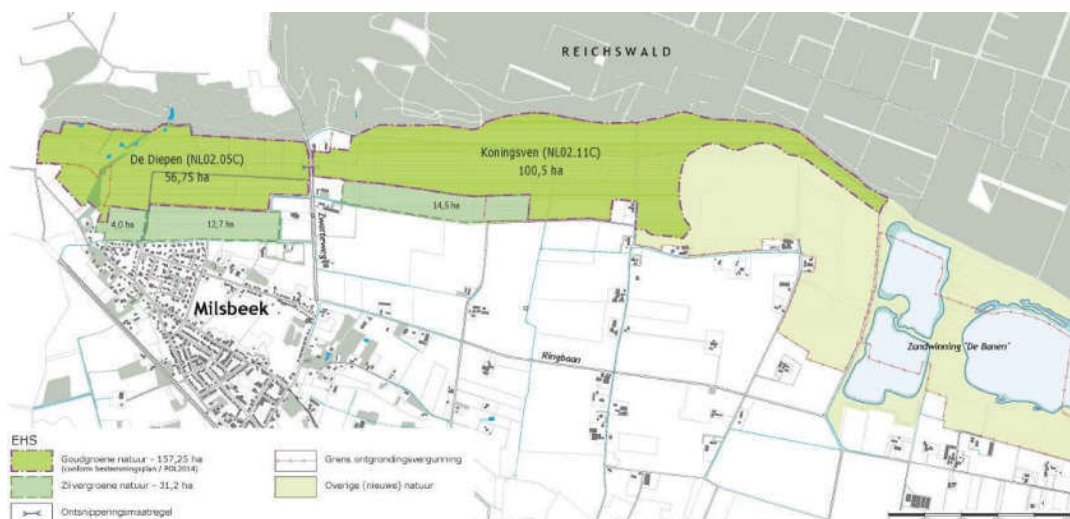 REICHSWALD
De Diepen (NL02.05C)
56,75 ha
Koningsven (NL02.11C)
100,5 ha
4,0 ha
12,7 ha
14,5 ha
Zwarteweg
Milsbeek
Ringbaan
Zandwinning "De Banen"
EHS
Goudgroene natuur - 157,25 ha
(conform bestemmingsplan / POL2014)
Zilvergroene natuur - 31,2 ha
Ontsnipperingsmaatregel
Grens ontgrondingsvergunning
Overige (nieuwe) natuur